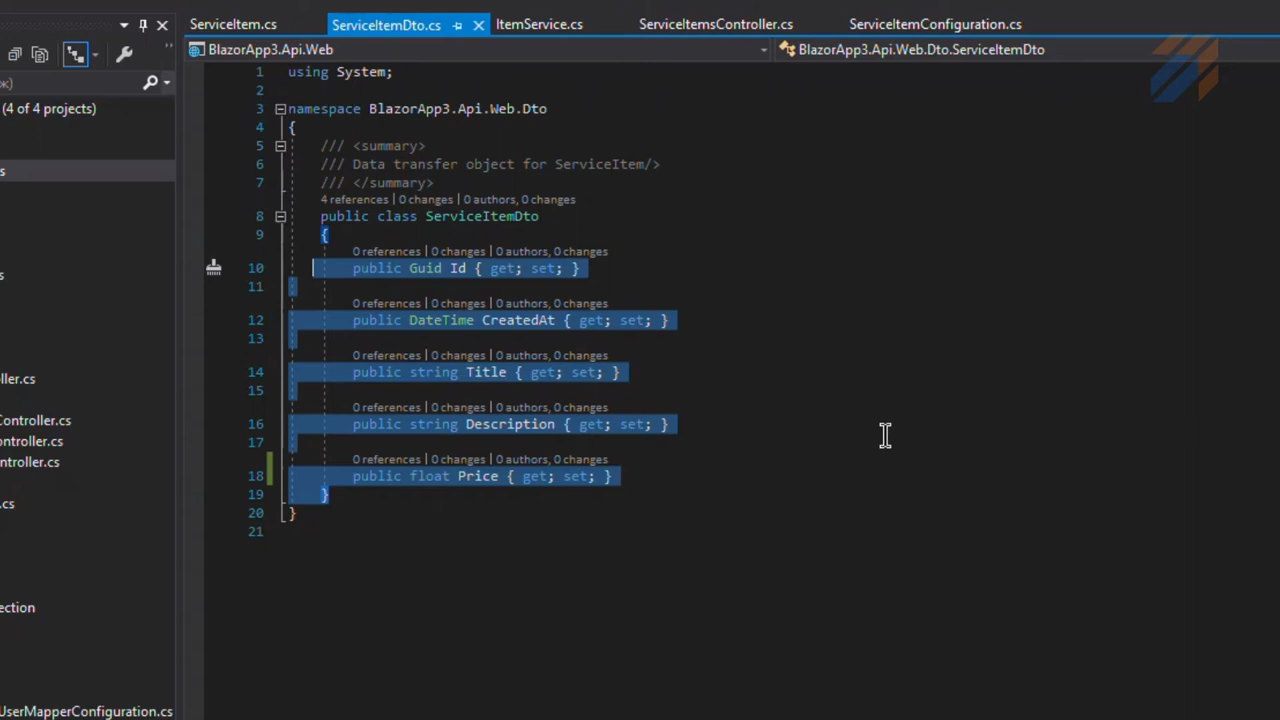 ServiceItem.cs
ServiceItemDto.cs
ItemService.cs
ServiceItemsController.cs
ServiceItemConfiguration.cs
BlazorApp3.Api.Web
BlazorApp3.Api.Web.Dto.ServiceItemDto
ж)
(4 of 4 projects)
s
s
ller.cs
Controller.cs
ontroller.cs
ntroller.cs
.cs
ection
UserMapperConfiguration.cs
1 using System;
2
3 namespace BlazorApp3.Api.Web.Dto
4 {
5 /// <summary>
6 /// Data transfer object for ServiceItem/>
7 /// </summary>
4 references | 0 changes | 0 authors, 0 changes
8 public class ServiceItemDto
9 {
0 references | 0 changes | 0 authors, 0 changes
10 public Guid Id { get; set; }
11
0 references | 0 changes | 0 authors, 0 changes
12 public DateTime CreatedAt { get; set; }
13
0 references | 0 changes | 0 authors, 0 changes
14 public string Title { get; set; }
15
0 references | 0 changes | 0 authors, 0 changes
16 public string Description { get; set; }
17
0 references | 0 changes | 0 authors, 0 changes
18 public float Price { get; set; }
19 }
20 }
21